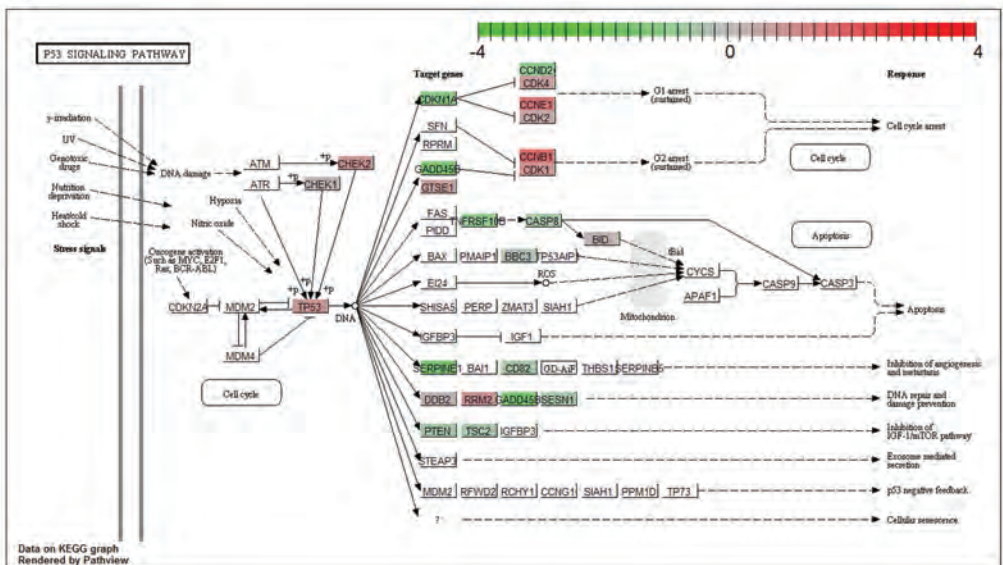 -4 0 4
P53 SIGNALING PATHWAY
Target genes
Response
CCND2
CDK4
CDKN1A
G1 arrest
(sustained)
CCNE1
CDK2
Cell cycle arrest
γ-irradiation
UV
Genotoxic
drugs
Nutrition
deprivation
Heat/cold
shock
Stress signals
DNA damage
ATM
+p
CHEK2
ATR
+p
CHEK1
Hypoxia
Nitric oxide
Oncogene activation
(Such as MYC, E2F1,
Ras, BCR-ABL)
SFN
RPRM
CCNB1
CDK1
G2 arrest
(sustained)
Cell cycle
GADD45B
GTSE1
FAS
PIDD
TNFRSF10B
CASP8
BID
Apoptosis
BAX PMAIP1 BBC3 TP53AIP1
tBid
CYCS
EI24
ROS
CASP9 CASP3
APAF1
Mitochondrion
+p +p +p
CDKN2A MDM2 TP53
DNA
SHISA5 PERP ZMAT3 SIAH1
Apoptosis
MDM4
IGFBP3 IGF1
Cell cycle
SERPINE1 BAI1 CD82 GD-AiF THBS1 SERPINB5
Inhibition of angiogenesis
and metastasis
DDB2 RRM2 GADD45B SESN1
DNA repair and
damage prevention
PTEN TSC2 IGFBP3
Inhibition of
IGF-1/mTOR pathway
STEAP3
Exosome mediated
secretion
MDM2 RFWD2 RCHY1 CCNG1 SIAH1 PPM1D TP73
p53 negative feedback
?
Cellular senescence
Data on KEGG graph
Rendered by Pathview